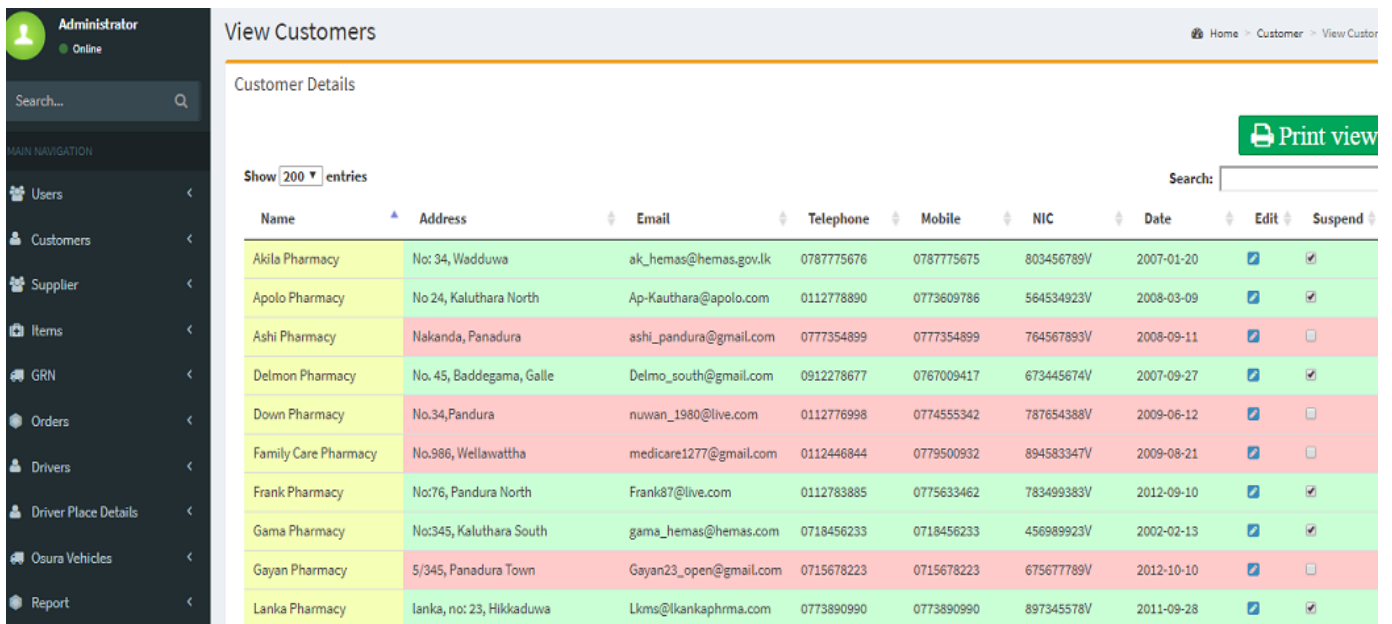 Administrator
Online
Search...
MAIN NAVIGATION
Users
Customers
Supplier
Items
GRN
Orders
Drivers
Driver Place Details
Osura Vehicles
Report
View Customers
Home > Customer > View Custor
Customer Details
Print view
Show 200 entries
Search:
Name Address Email Telephone Mobile NIC Date Edit Suspend
Akila Pharmacy No: 34, Wadduwa ak_hemas@hemas.gov.lk 0787775676 0787775675 803456789V 2007-01-20
Apolo Pharmacy No 24, Kaluthara North Ap-Kauthara@apolo.com 0112778890 0773609786 564534923V 2008-03-09
Ashi Pharmacy Nakanda, Panadura ashi_pandura@gmail.com 0777354899 0777354899 764567893V 2008-09-11
Delmon Pharmacy No. 45, Baddegama, Galle Delmo_south@gmail.com 0912278677 0767009417 673445674V 2007-09-27
Down Pharmacy No.34,Pandura nuwan_1980@live.com 0112776998 0774555342 787654388V 2009-06-12
Family Care Pharmacy No.986, Wellawattha medicare1277@gmail.com 0112446844 0779500932 894583347V 2009-08-21
Frank Pharmacy No:76, Pandura North Frank87@live.com 0112783885 0775633462 783499383V 2012-09-10
Gama Pharmacy No:345, Kaluthara South gama_hemas@hemas.com 0718456233 0718456233 456989923V 2002-02-13
Gayan Pharmacy 5/345, Panadura Town Gayan23_open@gmail.com 0715678223 0715678223 675677789V 2012-10-10
Lanka Pharmacy lanka, no: 23, Hikkaduwa Lkms@lkankaphrma.com 0773890990 0773890990 897345578V 2011-09-28